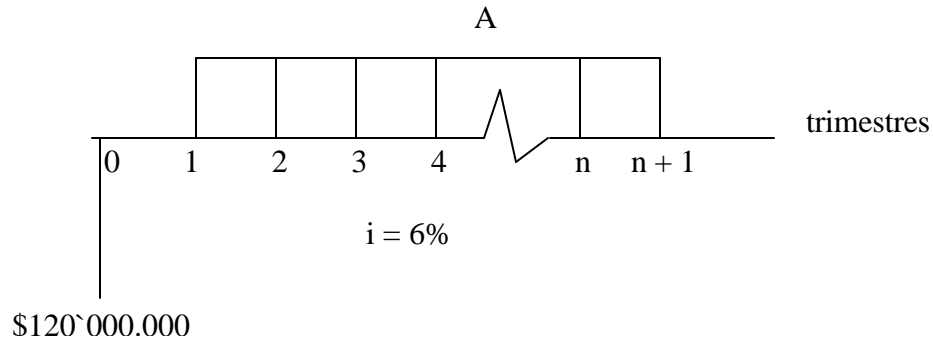 A
trimestres
0 1 2 3 4 n n + 1
i = 6%
$120`000.000